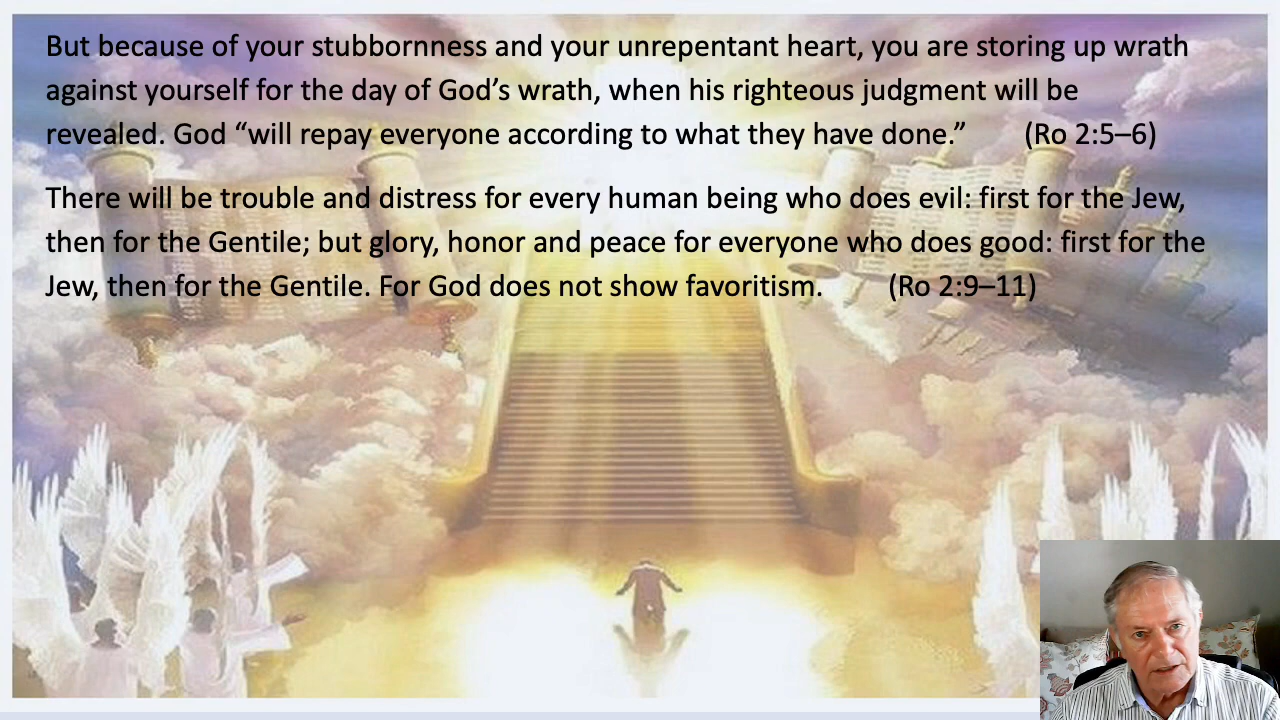 But because of your stubbornness and your unrepentant heart, you are storing up wrath
against yourself for the day of God’s wrath, when his righteous judgment will be
revealed. God “will repay everyone according to what they have done.” (Ro 2:5–6)
There will be trouble and distress for every human being who does evil: first for the Jew,
then for the Gentile; but glory, honor and peace for everyone who does good: first for the
Jew, then for the Gentile. For God does not show favoritism. (Ro 2:9–11)